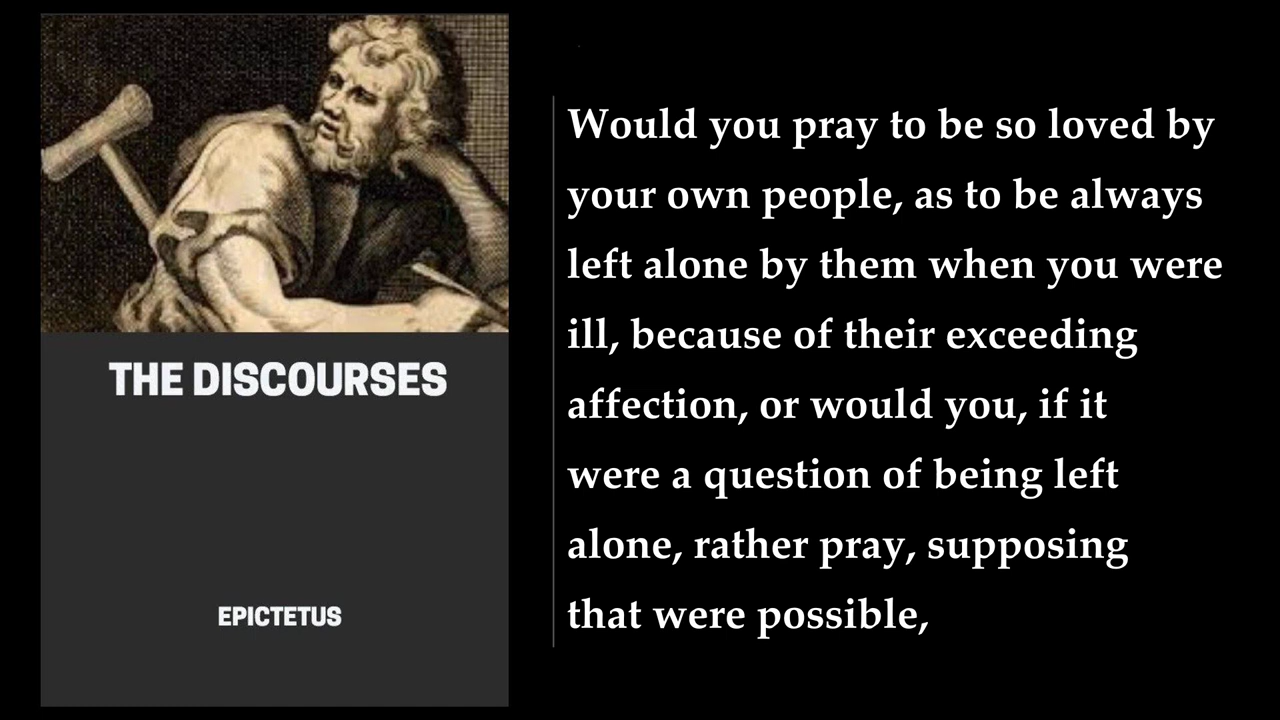 THE DISCOURSES
EPICTETUS
Would you pray to be so loved by
your own people, as to be always
left alone by them when you were
ill, because of their exceeding
affection, or would you, if it
were a question of being left
alone, rather pray, supposing
that were possible,